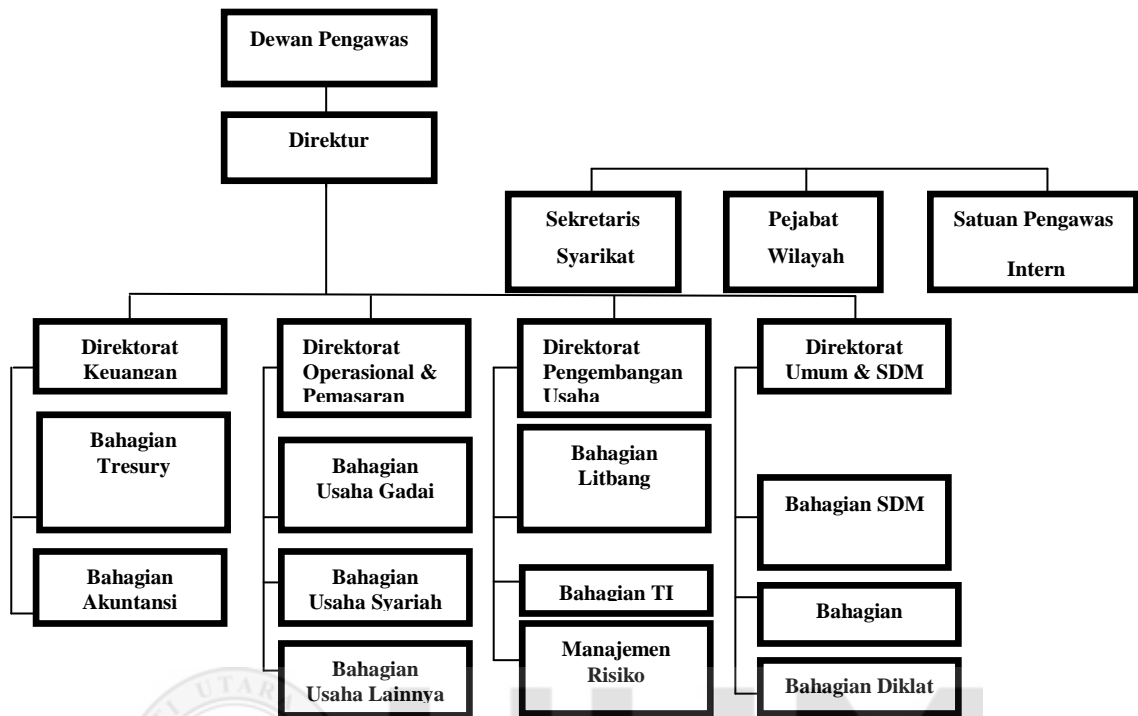 Dewan Pengawas
Direktur
Sekretaris
Syarikat
Pejabat
Wilayah
Satuan Pengawas
Intern
Direktorat
Keuangan
Direktorat
Operasional &
Pemasaran
Direktorat
Pengembangan
Usaha
Direktorat
Umum & SDM
Bahagian
Tresury
Bahagian
Akuntansi
Bahagian
Usaha Gadai
Bahagian
Usaha Syariah
Bahagian
Usaha Lainnya
Bahagian
Litbang
Bahagian TI
Manajemen
Risiko
Bahagian SDM
Bahagian
Bahagian Diklat
UTARA